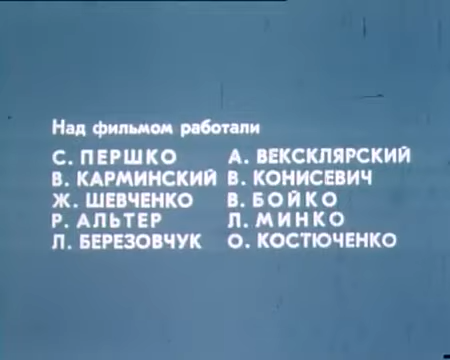 Над фильмом работали
С. ПЕРШКО А. ВЕКСКЛЯРСКИЙ
В. КАРМИНСКИЙ В. КОНИСЕВИЧ
Ж. ШЕВЧЕНКО В. БОЙКО
Р. АЛЬТЕР Л. МИНКО
Л. БЕРЕЗОВЧУК О. КОСТЮЧЕНКО